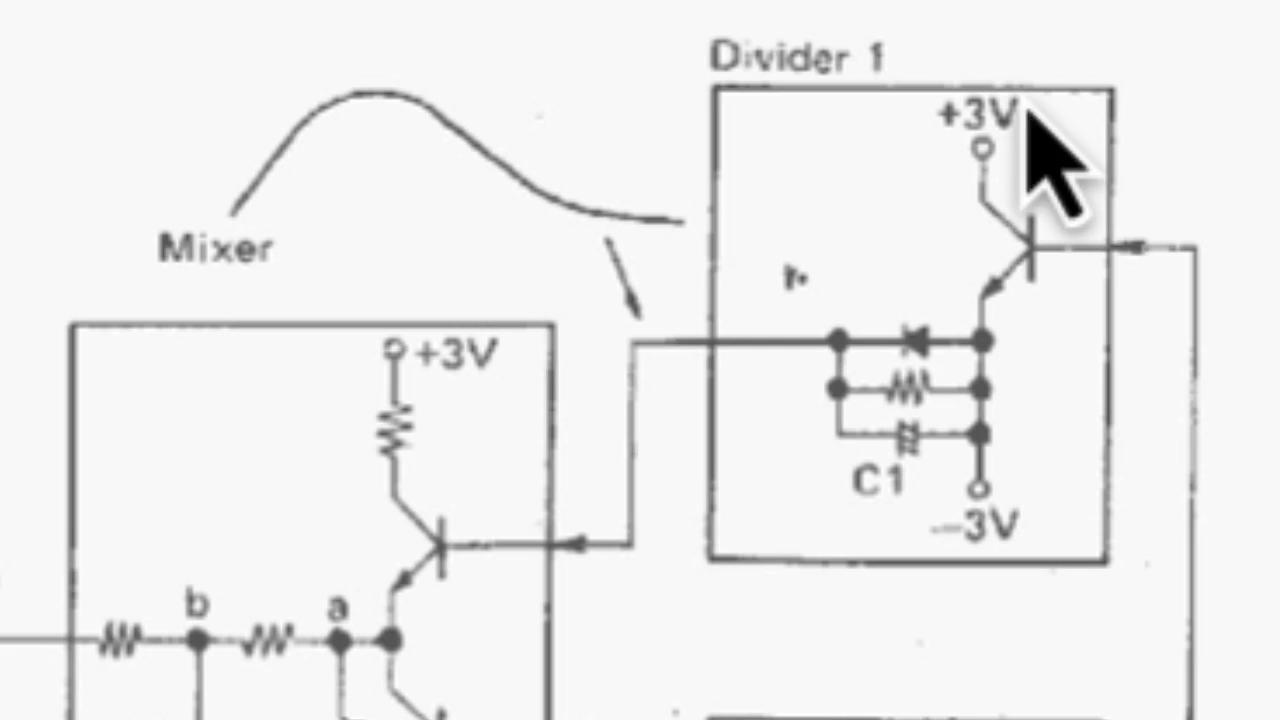 Divider 1
+3V
Mixer
+3V
C1
−3V
b
a